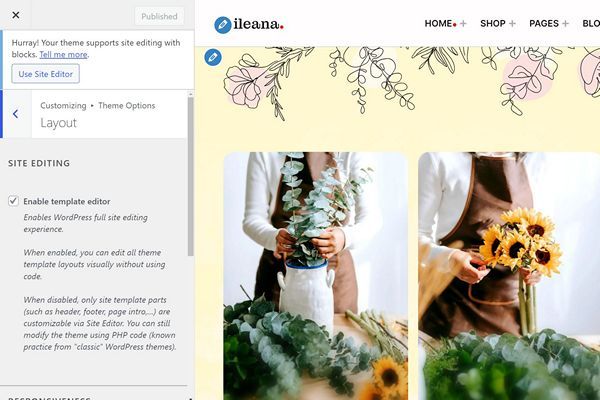 Published
Hurray! Your theme supports site editing with
blocks. Tell me more.
Use Site Editor
Customizing ▸ Theme Options
Layout
SITE EDITING
Enable template editor
Enables WordPress full site editing
experience.
When enabled, you can edit all theme
template layouts visually without using
code.
When disabled, only site template parts
(such as header, footer, page intro,...) are
customizable via Site Editor. You can still
modify the theme using PHP code (known
practice from "classic" WordPress themes).
RESPONSIVENESS
ileana.
HOME + SHOP + PAGES + BLO